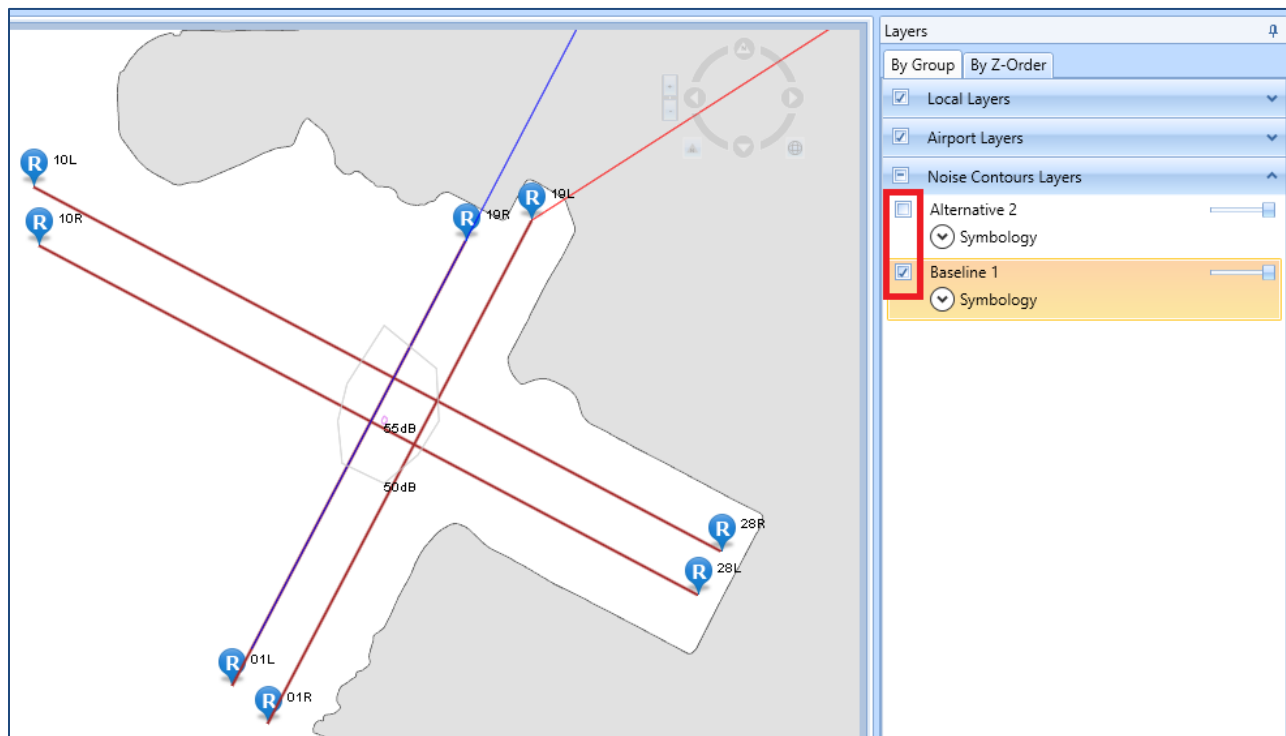 Layers
By Group By Z-Order
Local Layers
Airport Layers
Noise Contours Layers
Alternative 2
Symbology
Baseline 1
Symbology
R 10L
R 10R
R 19R
R 19L
55dB
50dB
R 28R
R 28L
R 01L
R 01R